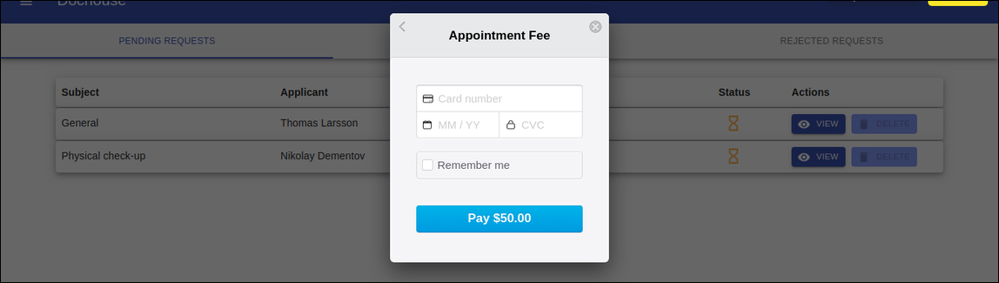 Dochouse
Appointment Fee
PENDING REQUESTS
REJECTED REQUESTS
Subject Applicant Status Actions
General Thomas Larsson VIEW DELETE
Physical check-up Nikolay Dementov VIEW DELETE
Card number
MM / YY CVC
Remember me
Pay $50.00